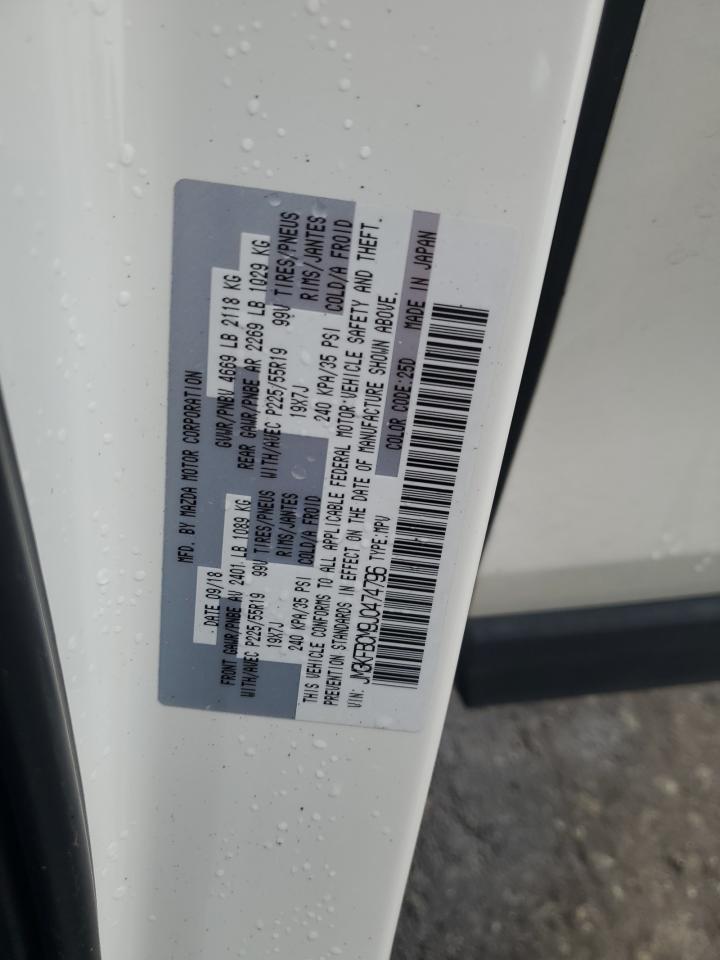 MFD. BY MAZDA MOTOR CORPORATION
DATE 09/18 GVWR/PNBV 4669 LB 2118 KG
FRONT GAWR/PNBE AV 2401 LB 1089 KG REAR GAWR/PNBE AR 2269 LB 1029 KG
WITH/AVEC P225/55R19 99V TIRES/PNEUS WITH/AVEC P225/55R19 99V TIRES/PNEUS
19X7J RIMS/JANTES 19X7J RIMS/JANTES
240 KPA/35 PSI COLD/A FROID 240 KPA/35 PSI COLD/A FROID
THIS VEHICLE CONFORMS TO ALL APPLICABLE FEDERAL MOTOR VEHICLE SAFETY AND THEFT.
PREVENTION STANDARDS IN EFFECT ON THE DATE OF MANUFACTURE SHOWN ABOVE.
VIN: JM3KFBCM9J0474796 TYPE:MPV COLOR CODE:25D MADE IN JAPAN